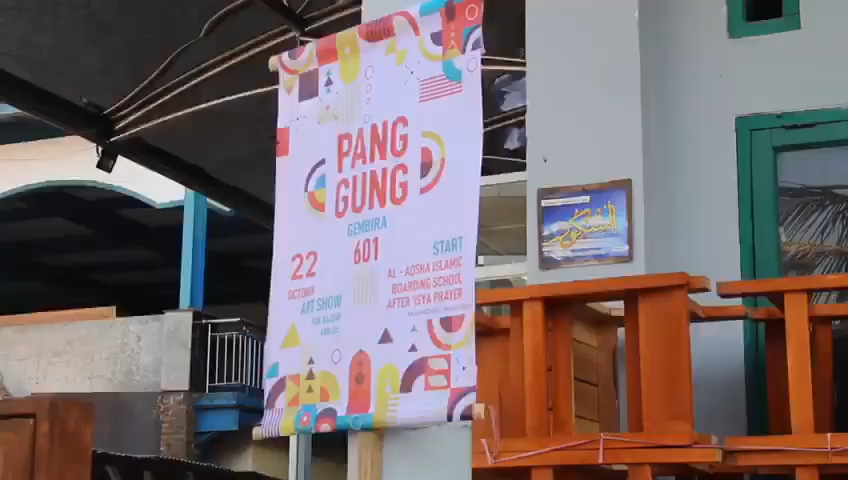 PANG
GUNG
GEMBIRA
601
22
OCTOBER
ART SHOW
START
AL - AQSHA ISLAMIC
BOARDING SCHOOL
AFTER 'ISYA PRAYER